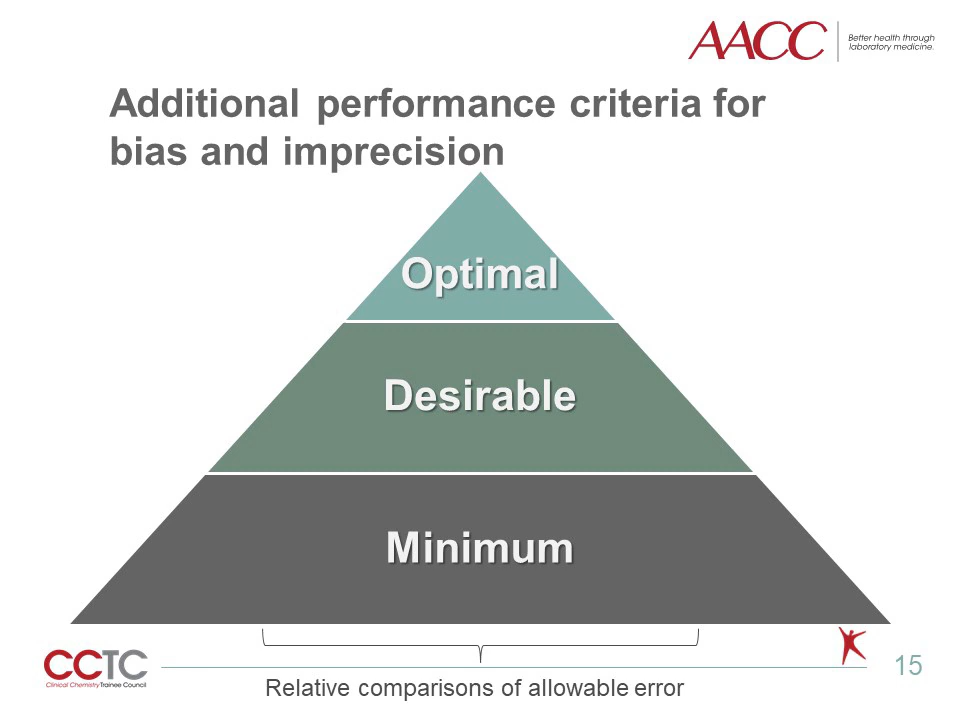 AACC
Better health through
laboratory medicine.
Additional performance criteria for
bias and imprecision
Optimal
Desirable
Minimum
CCTC
Clinical Chemistry Trainee Council
15
Relative comparisons of allowable error